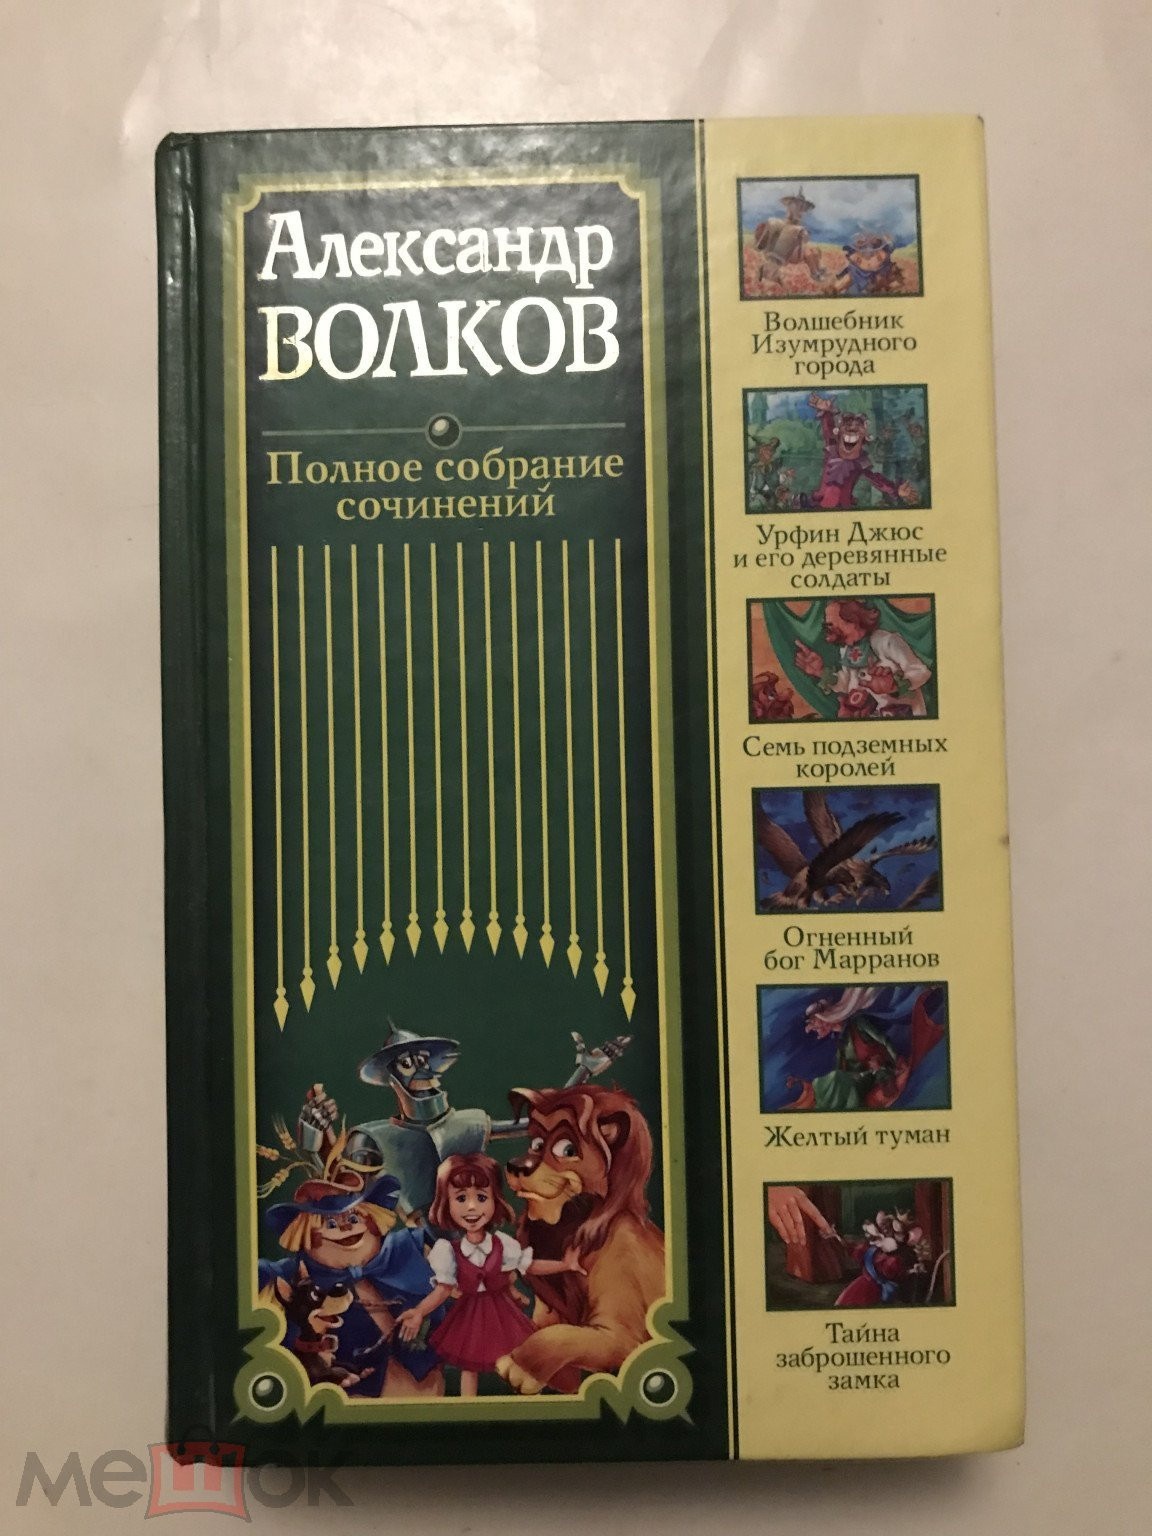 Александр
ВОЛКОВ
Полное собрание
сочинений
Волшебник
Изумрудного
города
Урфин Джюс
и его деревянные
солдаты
Семь подземных
королей
Огненный
бог Марранов
Желтый туман
Тайна
заброшенного
замка
мешок